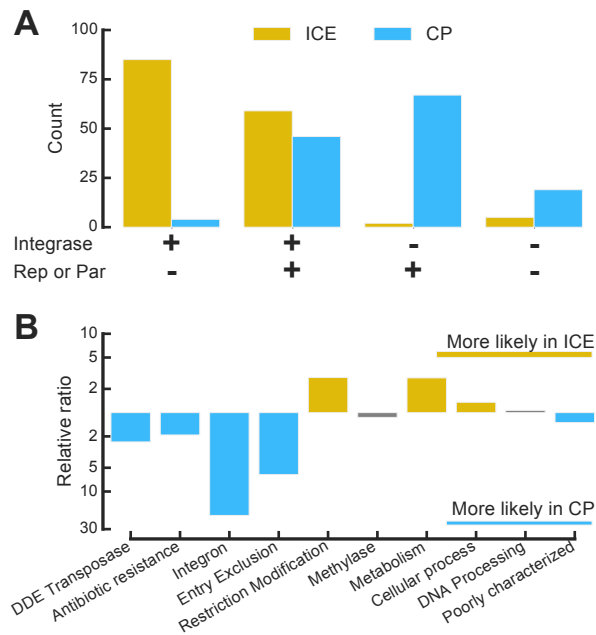 A
ICE CP
100
75
50
25
0
Count
Integrase + + - -
Rep or Par - + + -
B
10
5
2
2
5
10
30
Relative ratio
More likely in ICE
More likely in CP
DDE Transposase
Antibiotic resistance
Integron
Entry Exclusion
Restriction Modification
Methylase
Metabolism
Cellular process
DNA Processing
Poorly characterized